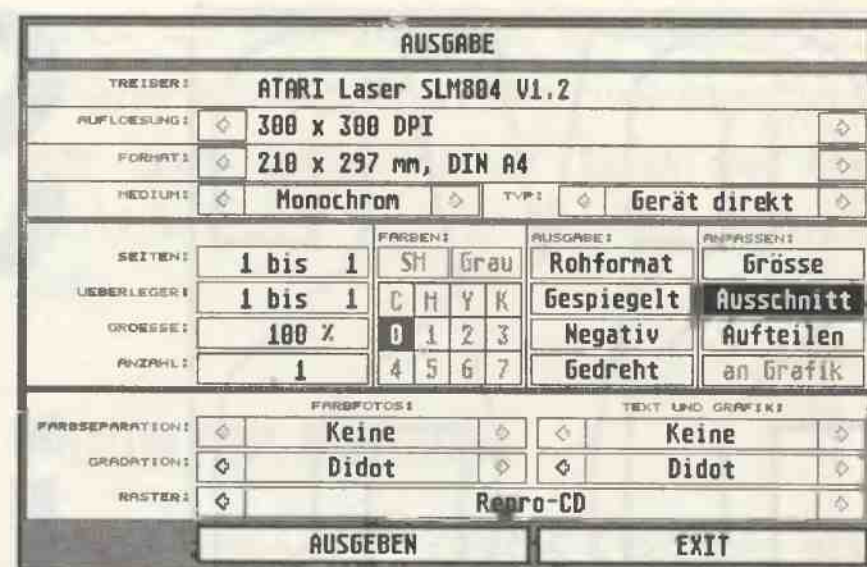 AUSGABE
TREIBER: ATARI Laser SLM804 V1.2
AUFLOESUNG: 300 x 300 DPI
FORMAT: 210 x 297 mm, DIN A4
MEDIUM: Monochrom TYP: Gerät direkt
FARBEN: AUSGABE: ANPASSEN:
SEITEN: 1 bis 1 SM Grau Rohformat Grösse
UEBERLEGER: 1 bis 1 C M Y K Gespiegelt Ausschnitt
GROESSE: 100 % 0 1 2 3 Negativ Aufteilen
ANZAHL: 1 4 5 6 7 Gedreht an Grafik
FARBFOTOS: TEXT UND GRAFIK:
FARBSEPARATION: Keine Keine
GRADATION: Didot Didot
RASTER: Repro-CD
AUSGEBEN EXIT